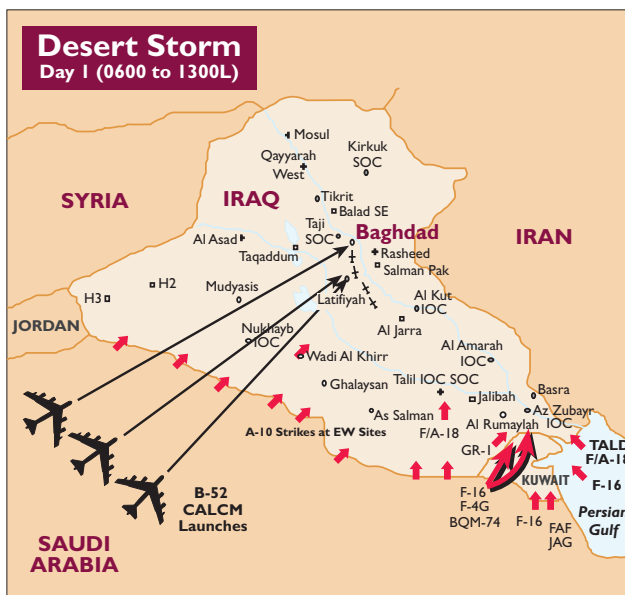 Desert Storm
Day 1 (0600 to 1300L)
Mosul
Qayyarah
West
Kirkuk
SOC
SYRIA
IRAQ
Tikrit
Balad SE
Taji
SOC
Baghdad
IRAN
Al Asad
Taqaddum
Rasheed
Salman Pak
H3
H2
Mudyasis
Latifiyah
Al Kut
IOC
JORDAN
Nukhayb
IOC
Al Jarra
Al Amarah
IOC
Wadi Al Khirr
Ghalaysan
Talil IOC SOC
Jalibah
Basra
As Salman
Az Zubayr
IOC
Al Rumaylah
A-10 Strikes at EW Sites
F/A-18
GR-1
TALD
F/A-18
F-16
B-52
CALCM
Launches
KUWAIT
F-16
F-4G
BQM-74
F-16
FAF
JAG
Persian
Gulf
SAUDI
ARABIA